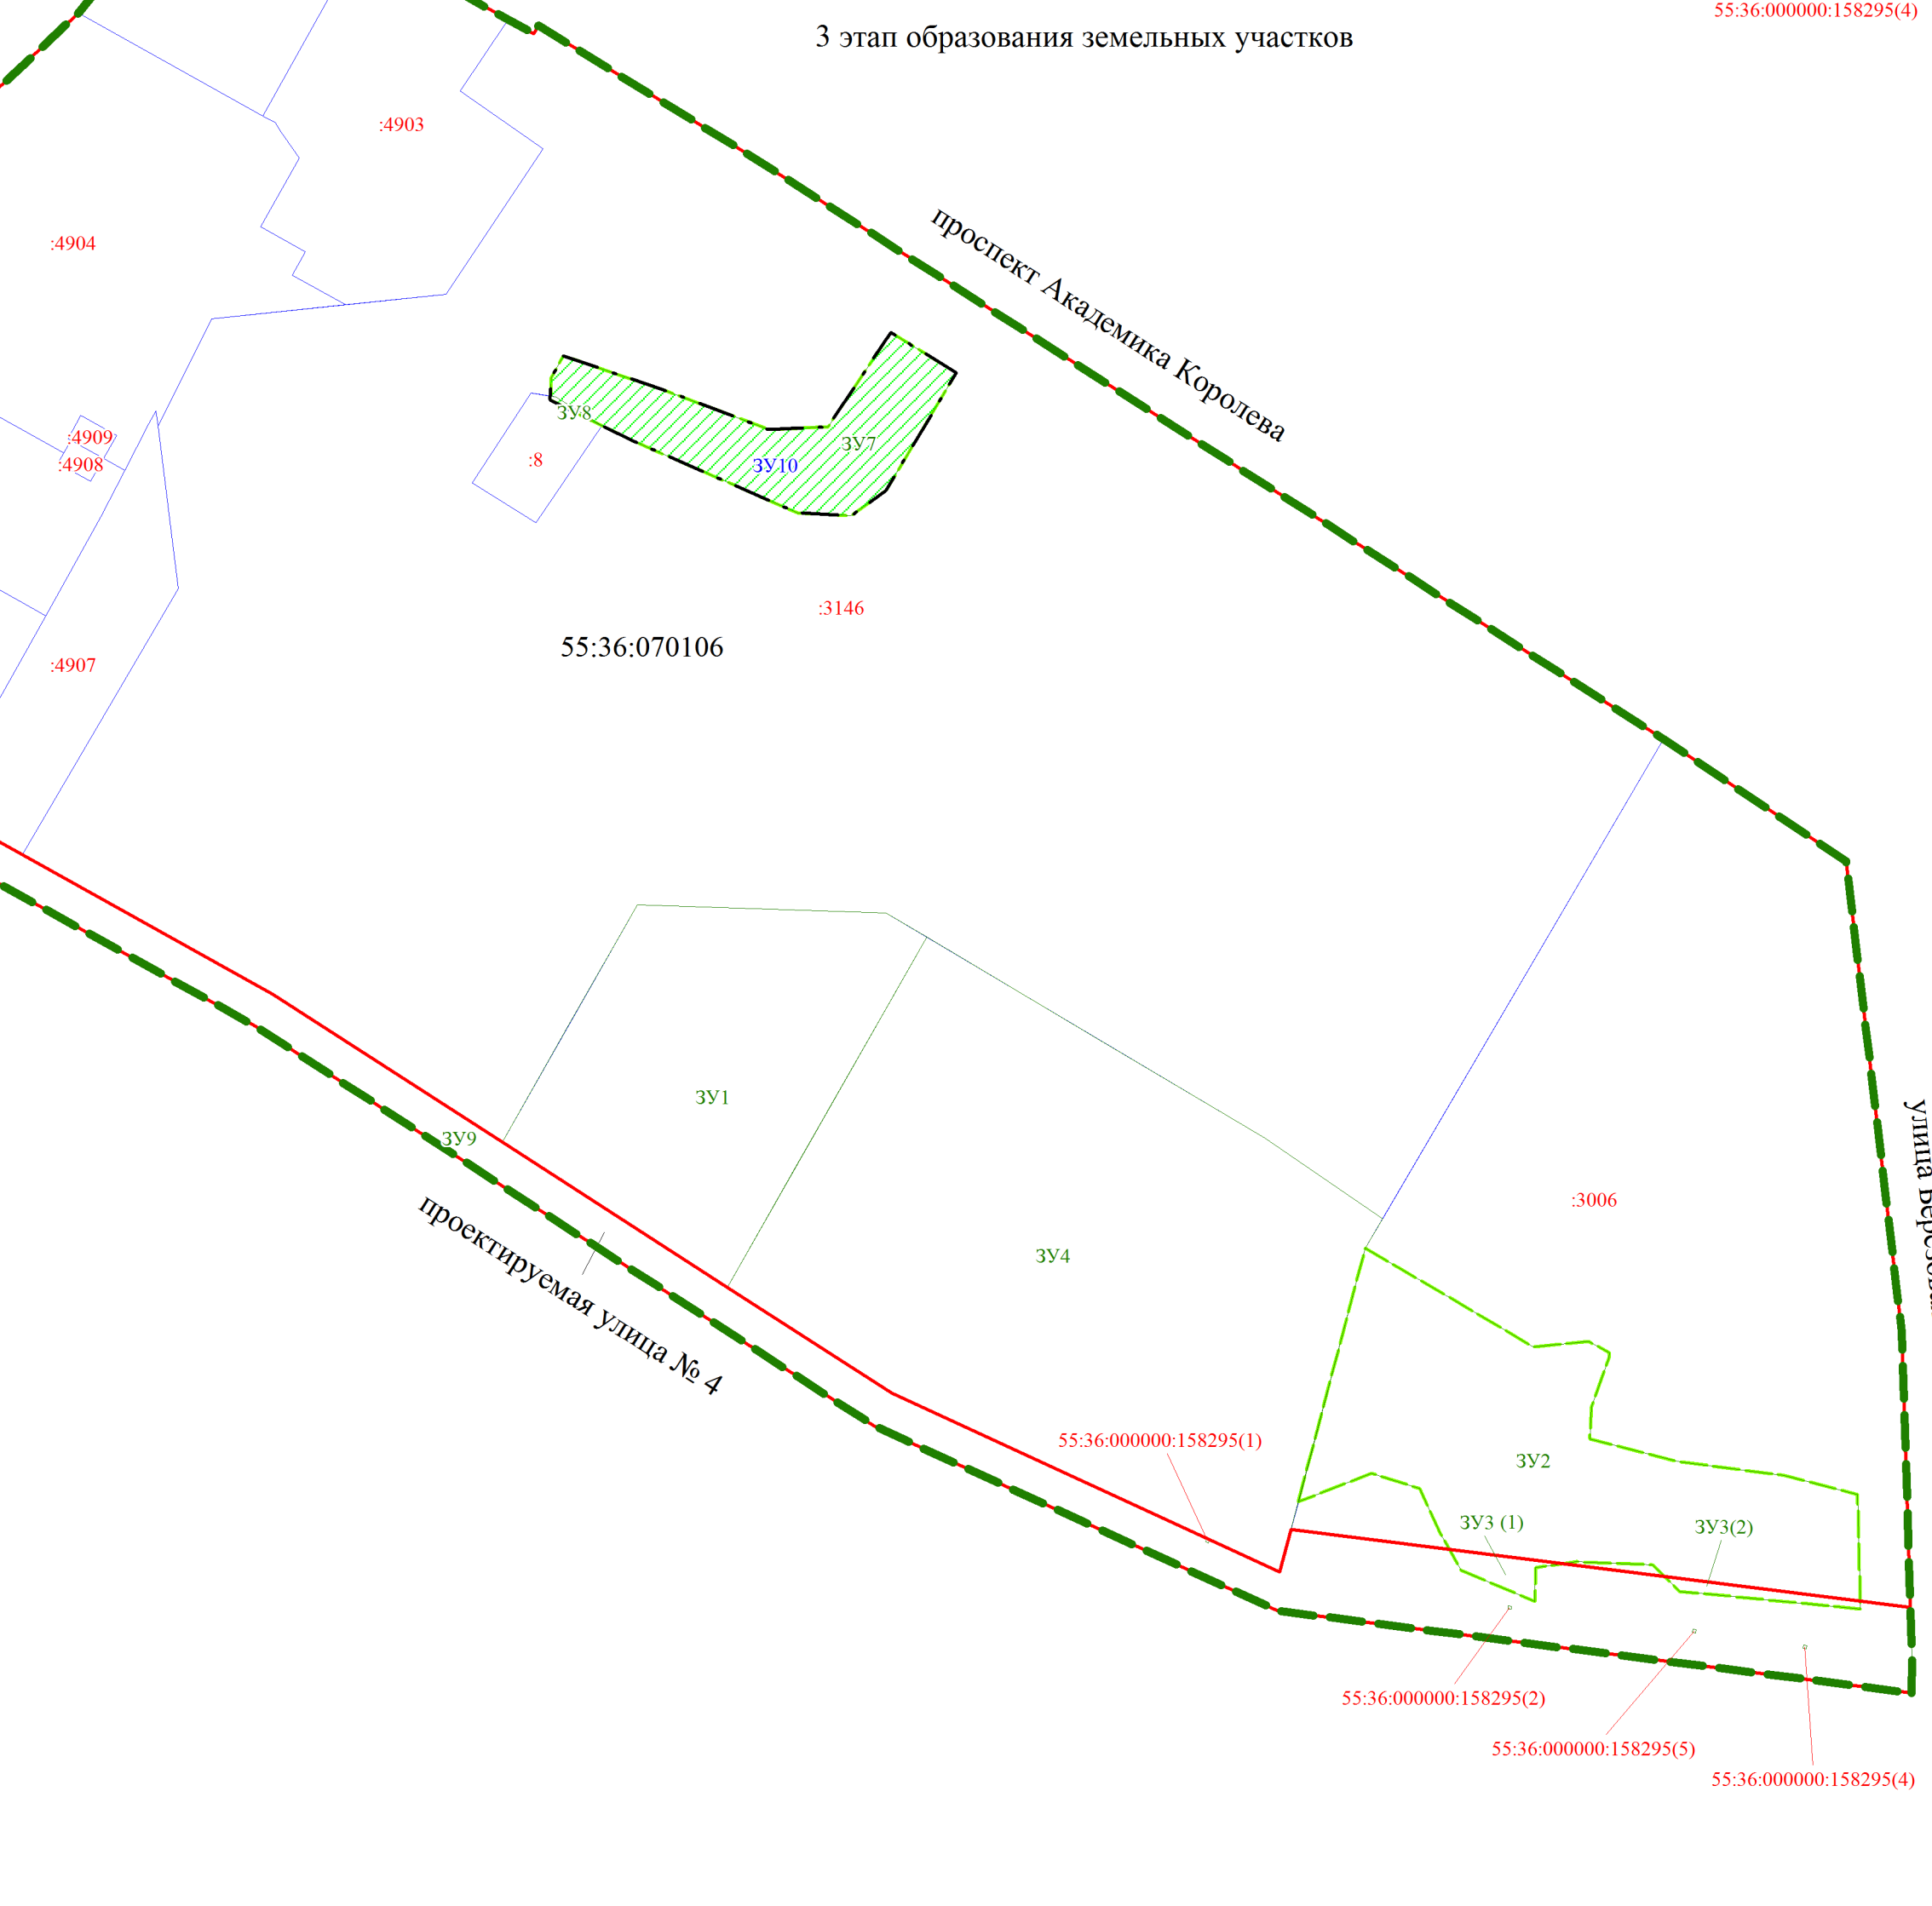 55:36:000000:158295(4)
3 этап образования земельных участков
:4903
проспект Академика Королева
:4904
ЗУ8
:4909
ЗУ7
:4908
:8
ЗУ10
:3146
55:36:070106
:4907
ЗУ1
улица
ЗУ9
:3006
проектируемая улица № 4
ЗУ4
55:36:000000:158295(1)
ЗУ2
ЗУ3 (1)
ЗУ3(2)
55:36:000000:158295(2)
55:36:000000:158295(5)
55:36:000000:158295(4)